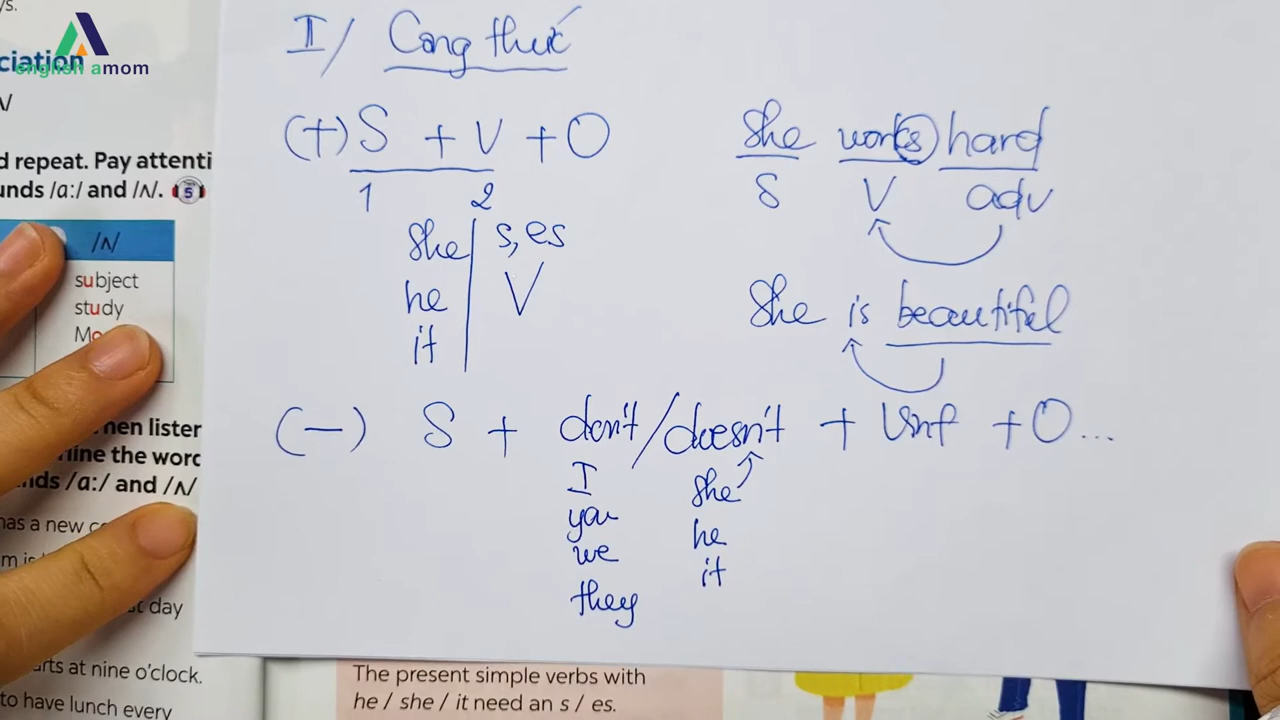 english amom
I/ Công thức
(+) S + V + O
1 2
she s, es
he V
it
She works hard
S V adv
She is beautiful
(-) S + don't/doesn't + Vinf + O...
I she
you he
we it
they
ciation
/ʌ/
d repeat. Pay attenti
unds /ɑː/ and /ʌ/.
/ʌ/
subject
study
hen lister
nine the word
nds /ɑː/ and /ʌ/
has a new c
t day
arts at nine o'clock.
to have lunch every
The present simple verbs with
he / she / it need an s / es.